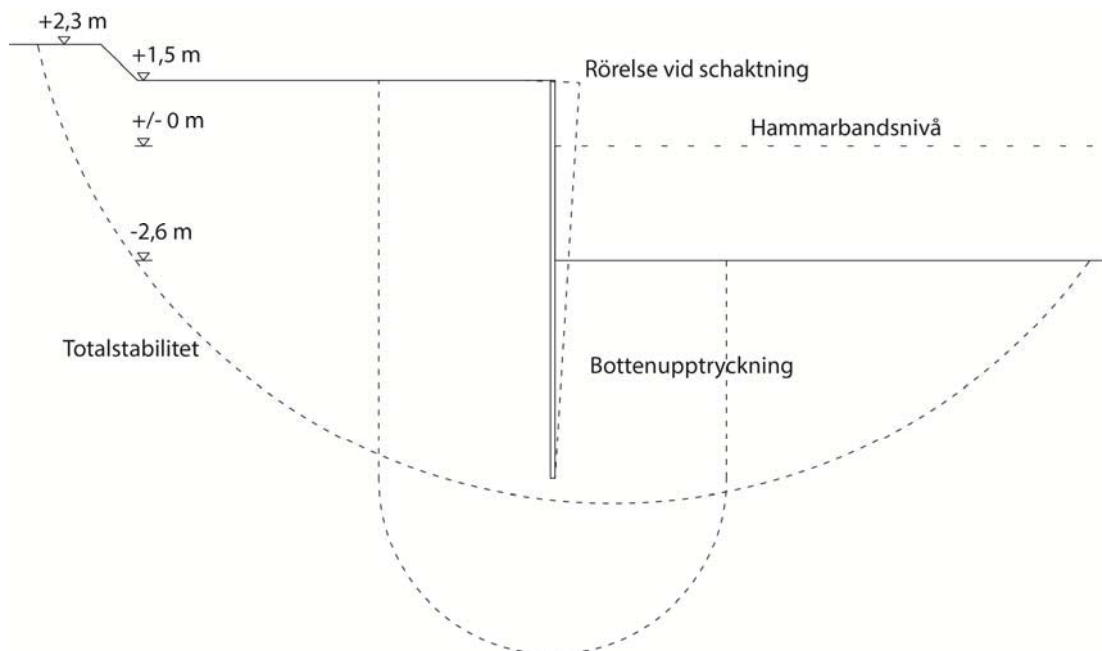 +2,3 m
+1,5 m
Rörelse vid schaktning
+/- 0 m
Hammarbandsnivå
-2,6 m
Totalstabilitet
Bottenupptryckning